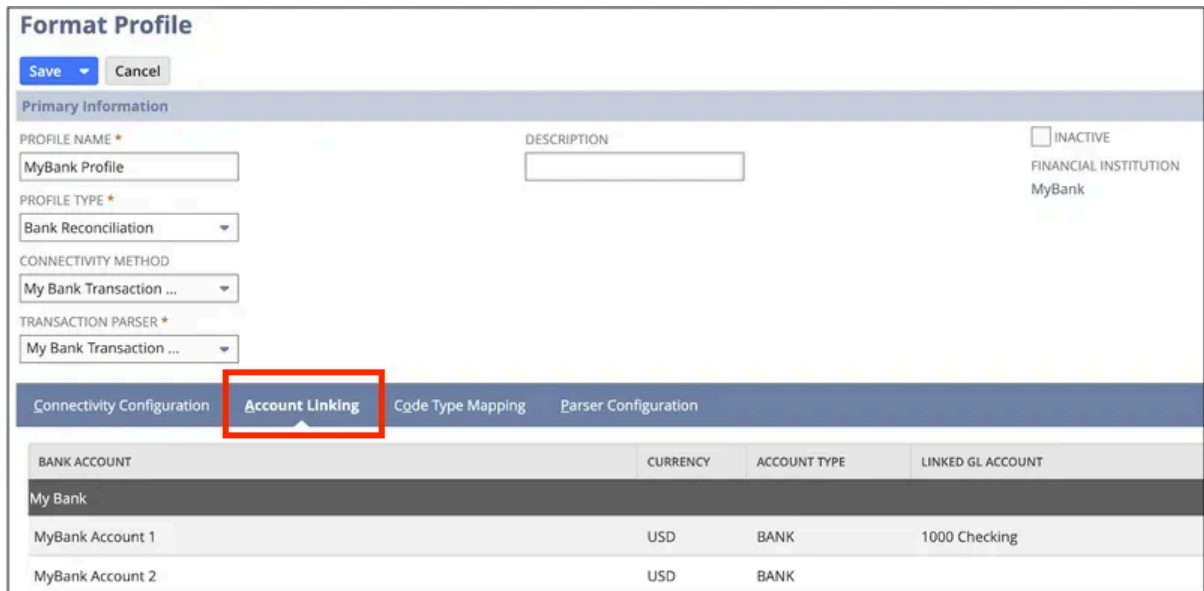 Format Profile
Save Cancel
Primary Information
PROFILE NAME *
MyBank Profile
PROFILE TYPE *
Bank Reconciliation
CONNECTIVITY METHOD
My Bank Transaction ...
TRANSACTION PARSER *
My Bank Transaction ...
DESCRIPTION
INACTIVE
FINANCIAL INSTITUTION
MyBank
Connectivity Configuration Account Linking Code Type Mapping Parser Configuration
BANK ACCOUNT CURRENCY ACCOUNT TYPE LINKED GL ACCOUNT
My Bank
MyBank Account 1 USD BANK 1000 Checking
MyBank Account 2 USD BANK